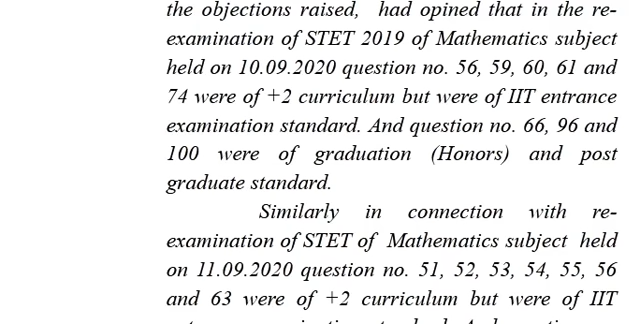 the objections raised, had opined that in the re-
examination of STET 2019 of Mathematics subject
held on 10.09.2020 question no. 56, 59, 60, 61 and
74 were of +2 curriculum but were of IIT entrance
examination standard. And question no. 66, 96 and
100 were of graduation (Honors) and post
graduate standard.
Similarly in connection with re-
examination of STET of Mathematics subject held
on 11.09.2020 question no. 51, 52, 53, 54, 55, 56
and 63 were of +2 curriculum but were of IIT